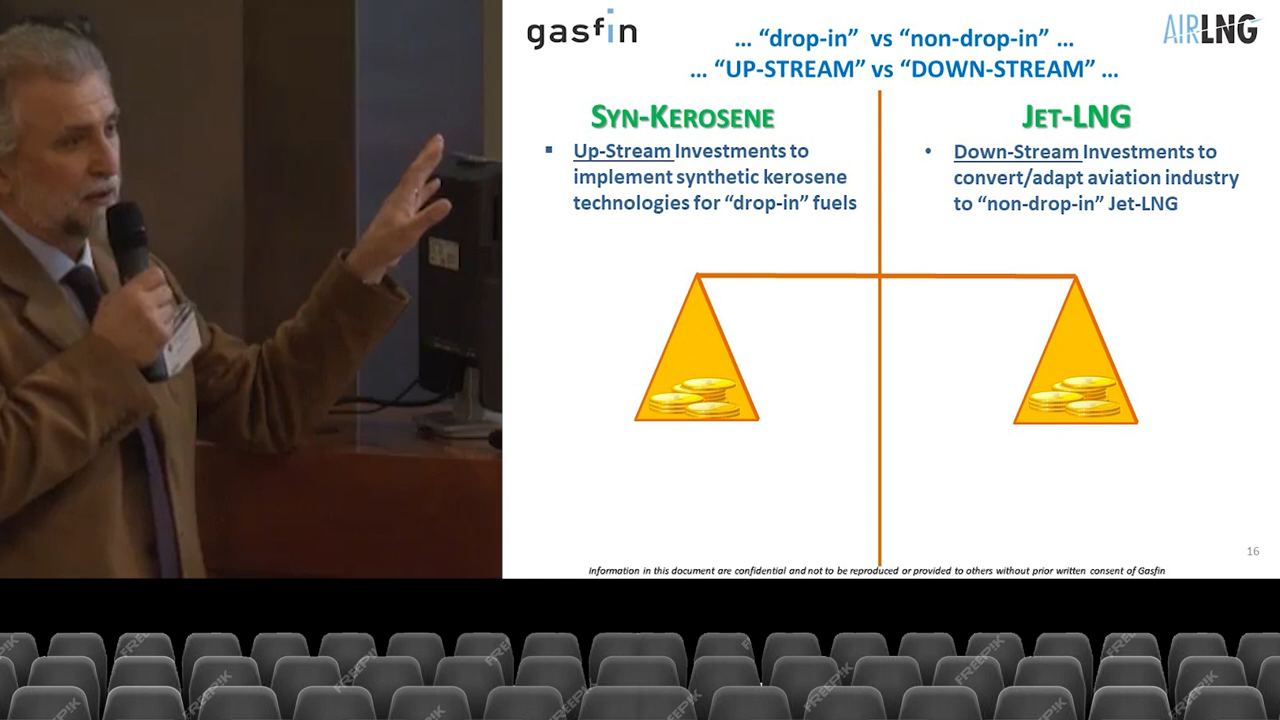 gasfin
AIRLNG
... “drop-in” vs “non-drop-in” ...
... “UP-STREAM” vs “DOWN-STREAM” ...
SYN-KEROSENE
▪ Up-Stream Investments to
implement synthetic kerosene
technologies for “drop-in” fuels
JET-LNG
• Down-Stream Investments to
convert/adapt aviation industry
to “non-drop-in” Jet-LNG
16
Information in this document are confidential and not to be reproduced or provided to others without prior written consent of Gasfin
FREEPIK